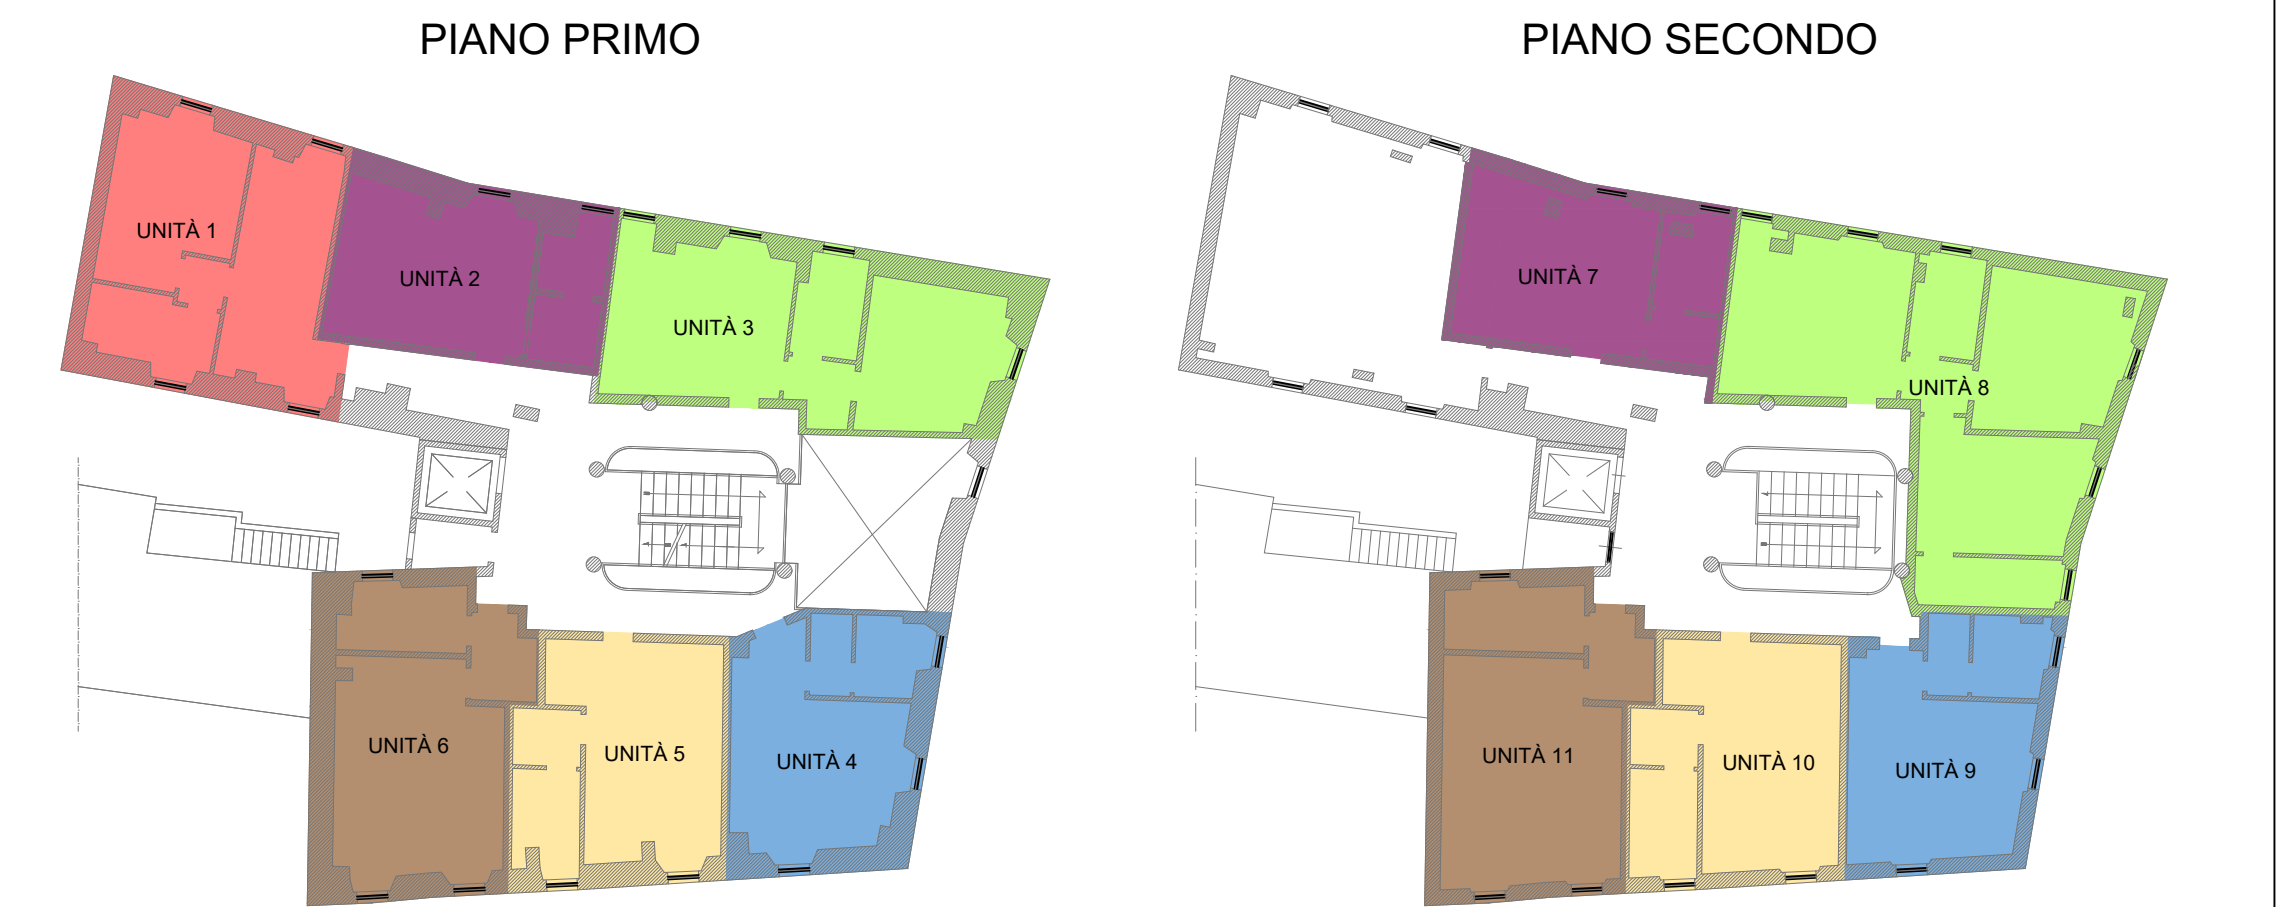 PIANO PRIMO
UNITÀ 1
UNITÀ 2
UNITÀ 3
UNITÀ 6
UNITÀ 5
UNITÀ 4
PIANO SECONDO
UNITÀ 7
UNITÀ 8
UNITÀ 11
UNITÀ 10
UNITÀ 9